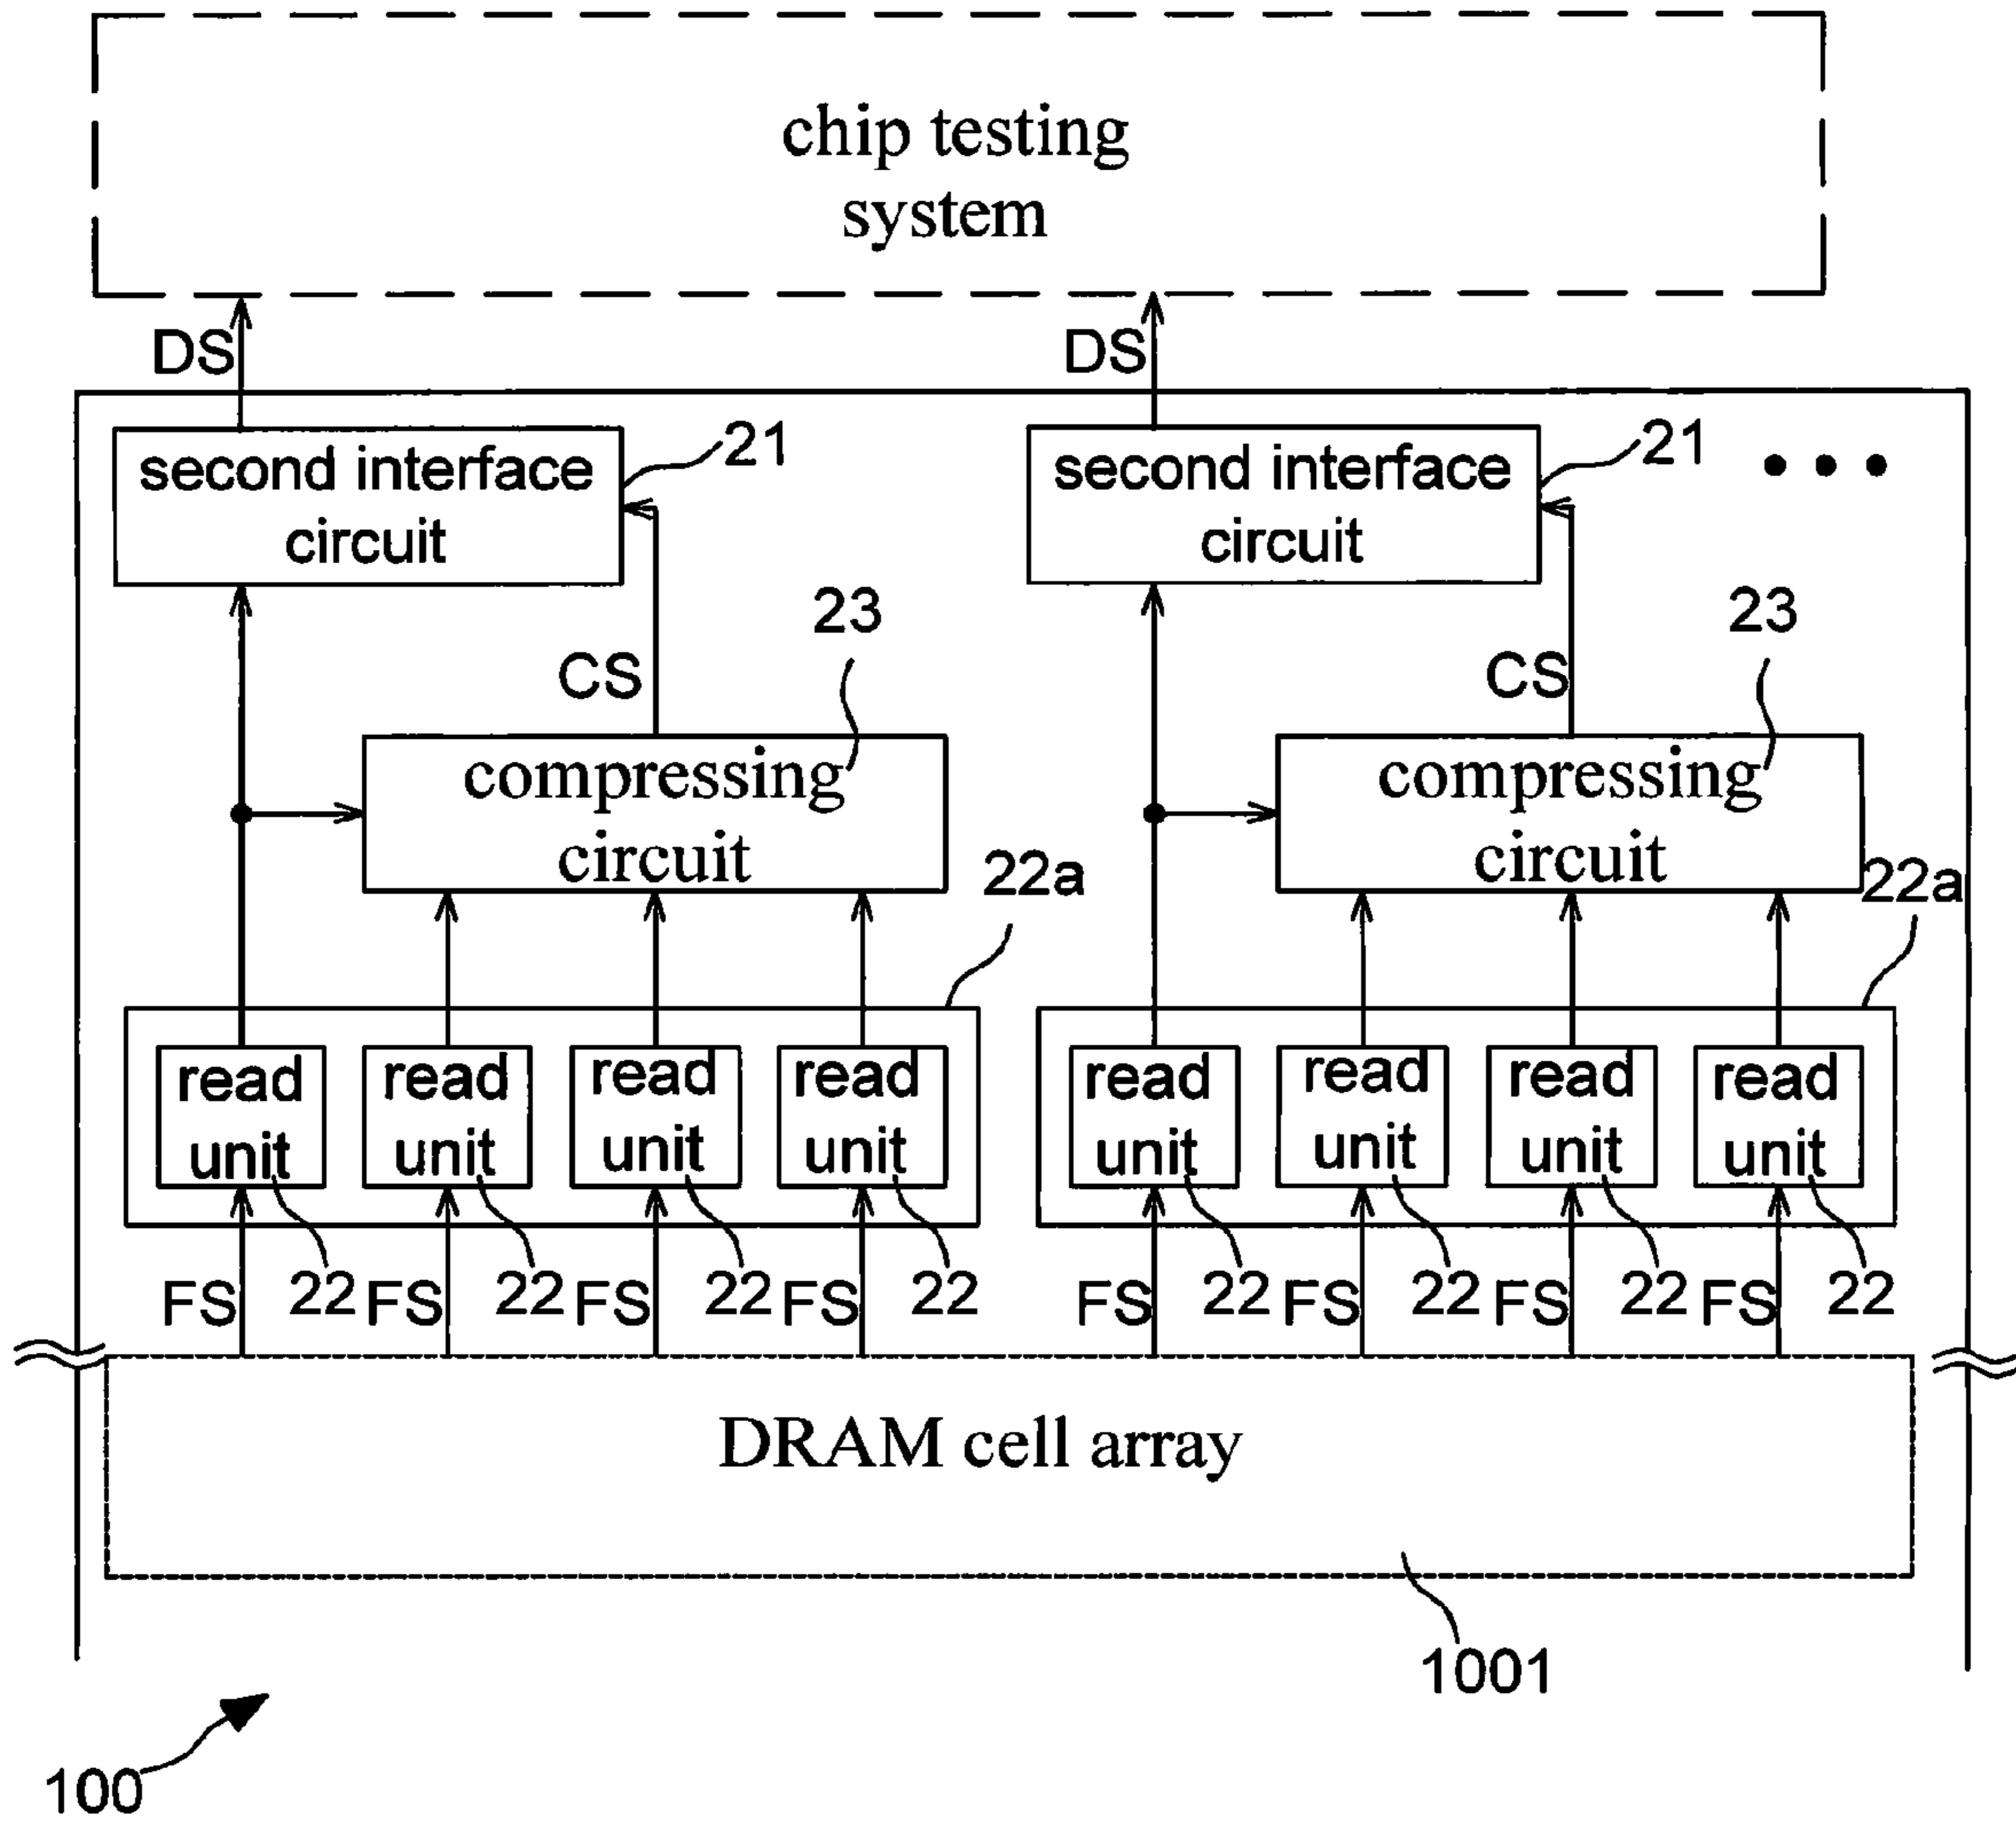 chip testing
system
DS
DS
second interface
circuit
21
second interface
circuit
21
23
CS
23
CS
compressing
circuit
compressing
circuit
22a
22a
read
unit
read
unit
read
unit
read
unit
read
unit
read
unit
read
unit
read
unit
FS
22
FS
22
FS
22
FS
22
FS
22
FS
22
FS
22
FS
22
DRAM cell array
1001
100